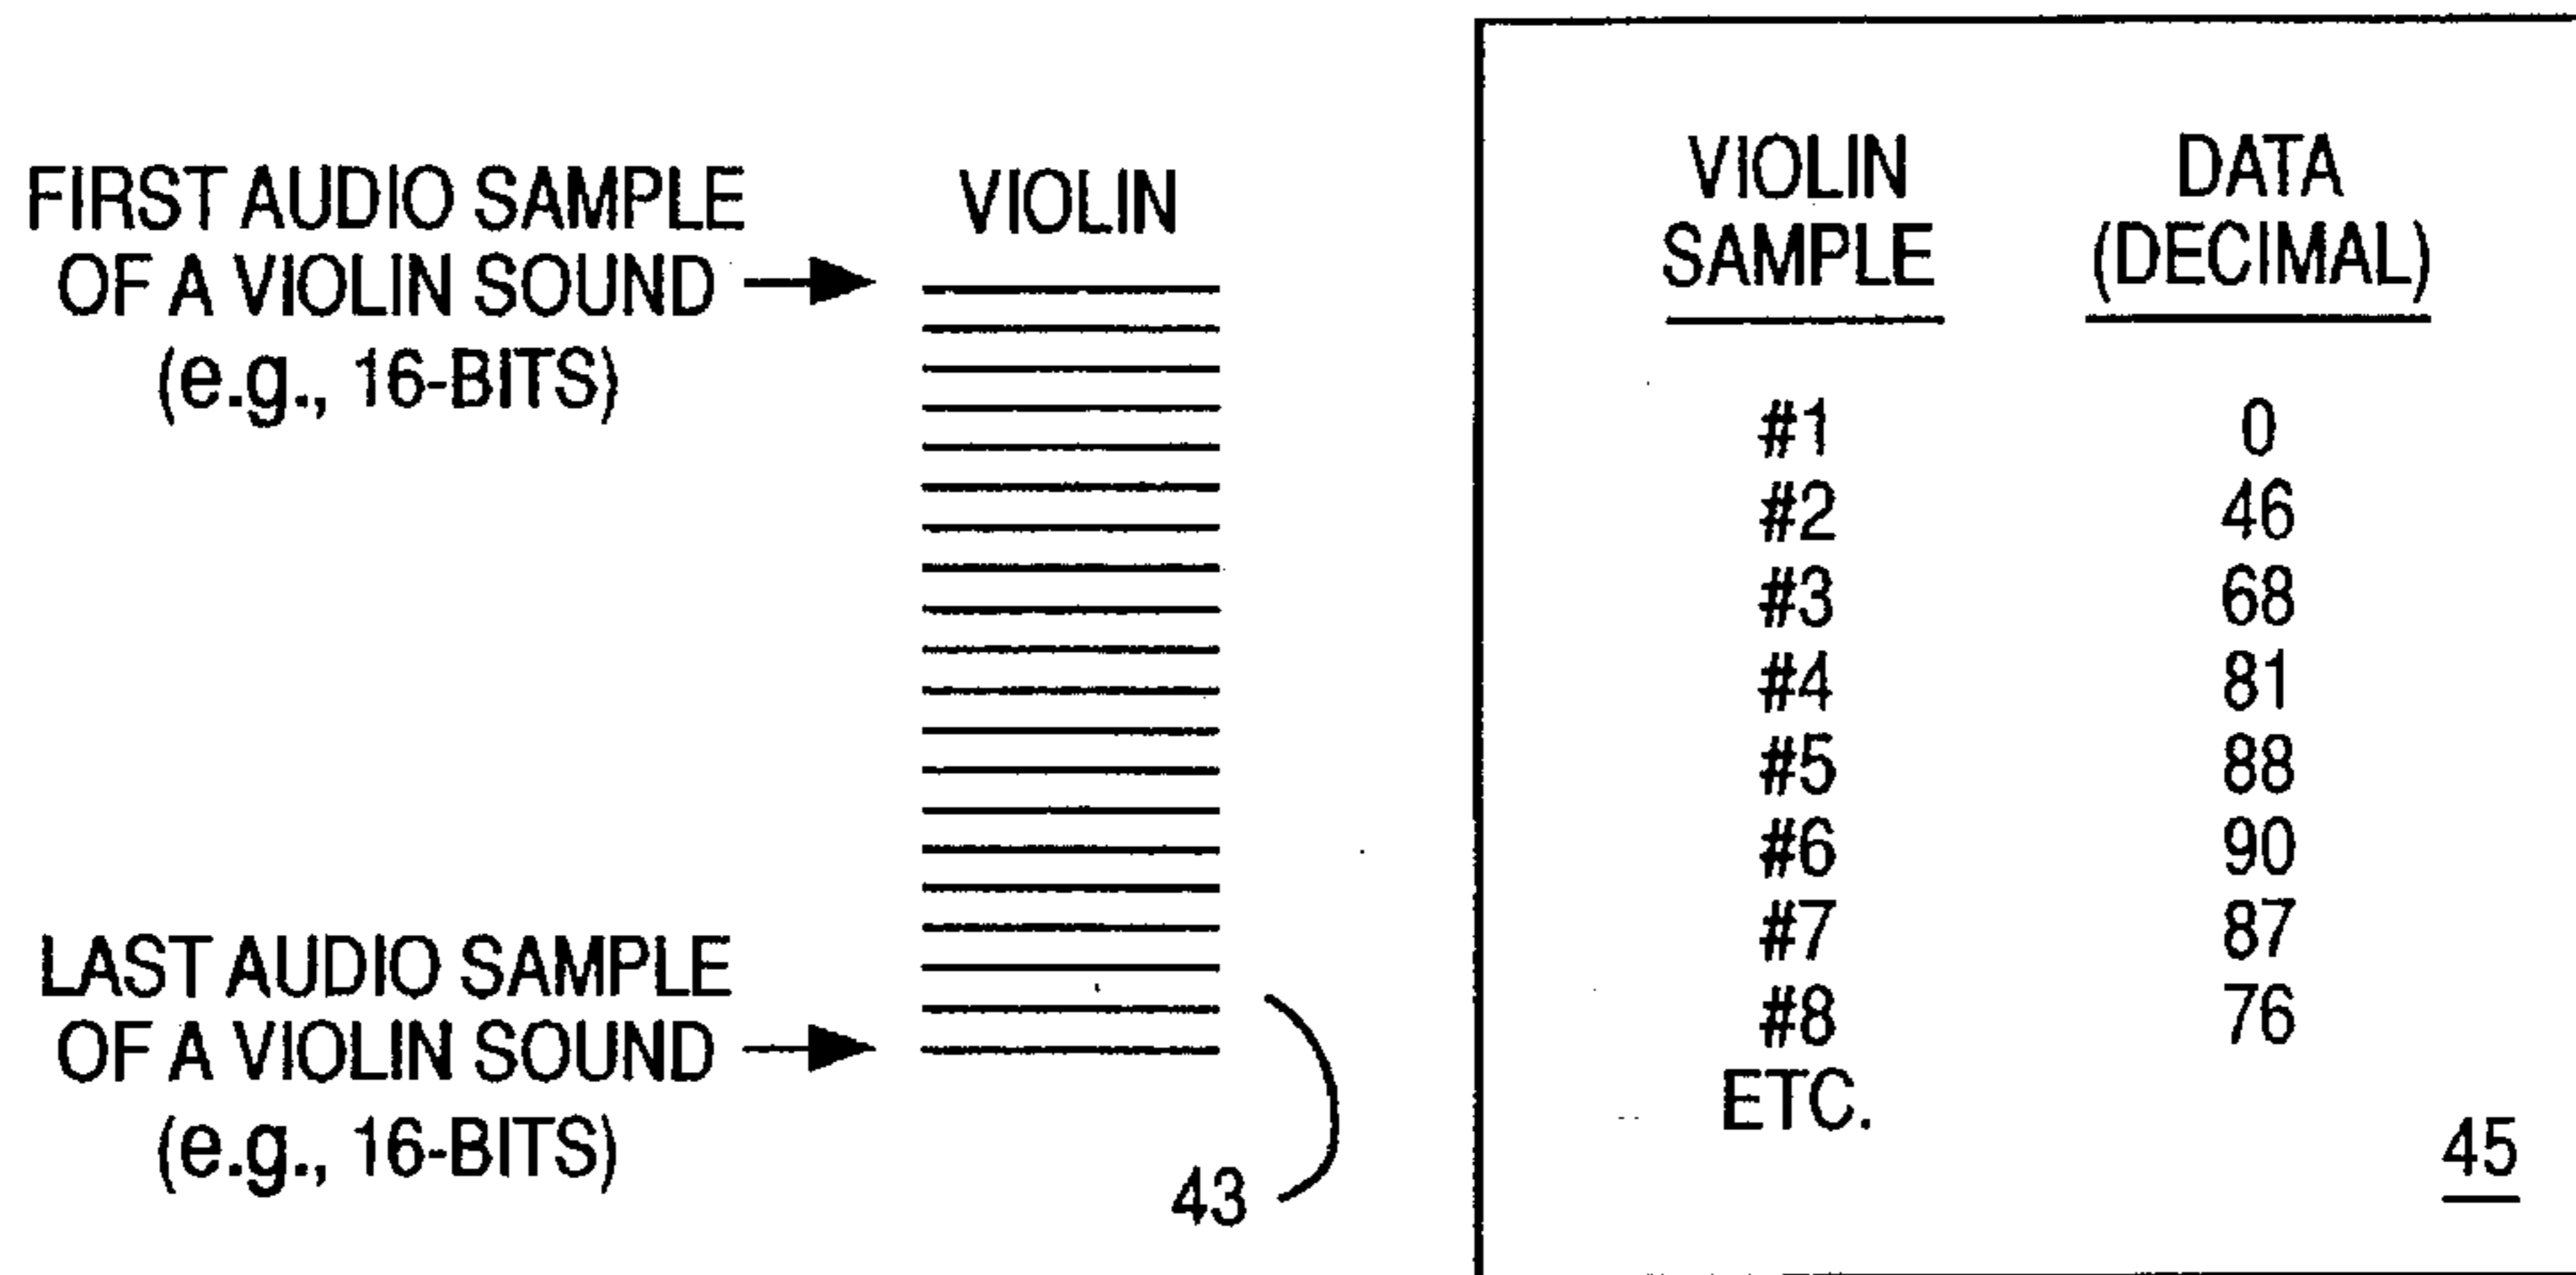 FIRST AUDIO SAMPLE
OF A VIOLIN SOUND
(e.g., 16-BITS)
VIOLIN
LAST AUDIO SAMPLE
OF A VIOLIN SOUND
(e.g., 16-BITS)
43
VIOLIN SAMPLE DATA (DECIMAL)
#1 0
#2 46
#3 68
#4 81
#5 88
#6 90
#7 87
#8 76
ETC.
45